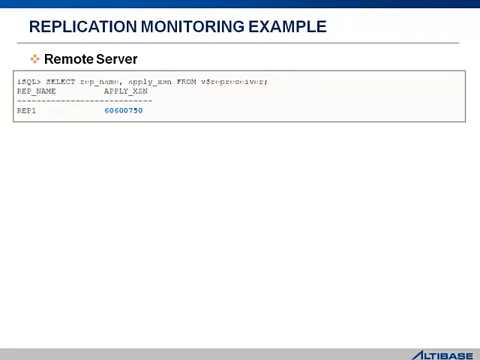 REPLICATION MONITORING EXAMPLE
Remote Server
iSQL> SELECT rep_name, apply_xsn FROM v$repreceiver;
REP_NAME APPLY_XSN
----------------------------
REP1 60600750
ALTIBASE